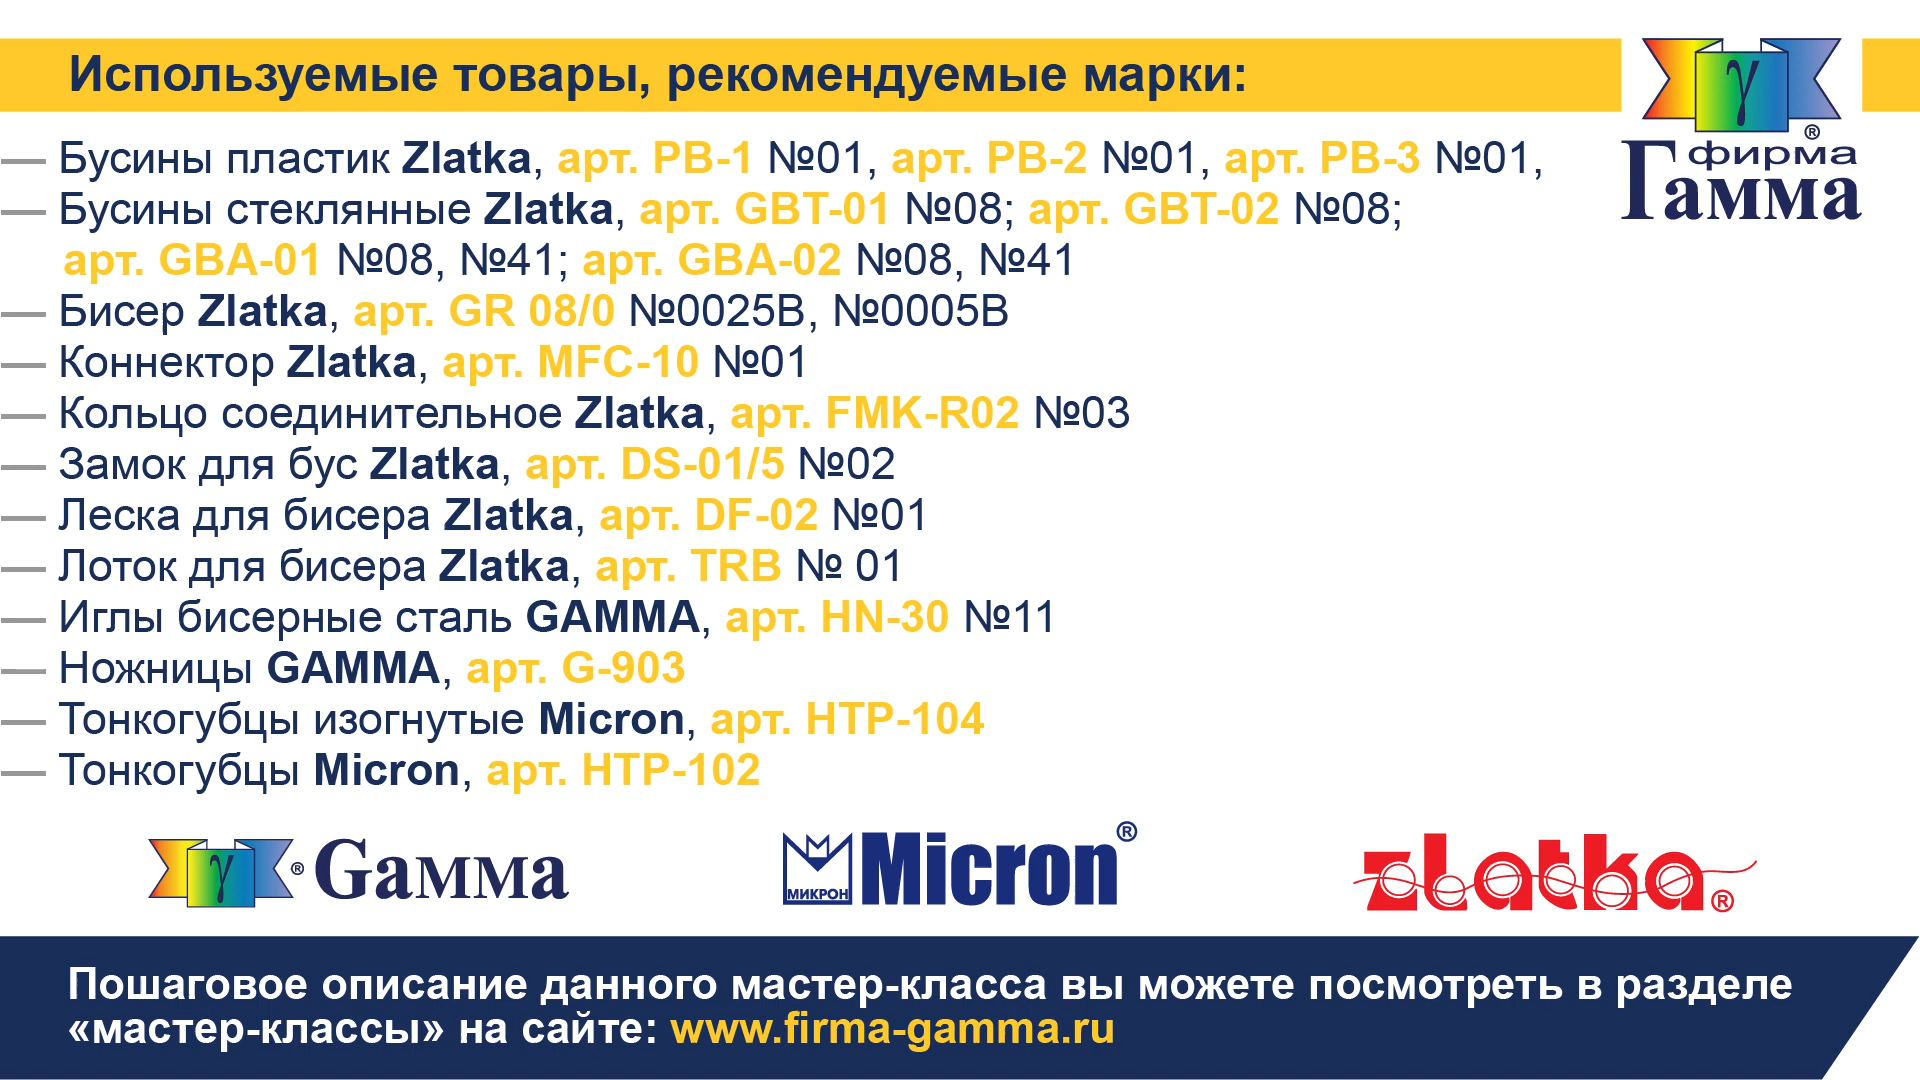 Используемые товары, рекомендуемые марки:
γ
®
фирма
Гамма
— Бусины пластик Zlatka, арт. PB-1 №01, арт. PB-2 №01, арт. PB-3 №01,
— Бусины стеклянные Zlatka, арт. GBT-01 №08; арт. GBT-02 №08;
арт. GBA-01 №08, №41; арт. GBA-02 №08, №41
— Бисер Zlatka, арт. GR 08/0 №0025B, №0005B
— Коннектор Zlatka, арт. MFC-10 №01
— Кольцо соединительное Zlatka, арт. FMK-R02 №03
— Замок для бус Zlatka, арт. DS-01/5 №02
— Леска для бисера Zlatka, арт. DF-02 №01
— Лоток для бисера Zlatka, арт. TRB № 01
— Иглы бисерные сталь GAMMA, арт. HN-30 №11
— Ножницы GAMMA, арт. G-903
— Тонкогубцы изогнутые Micron, арт. HTP-104
— Тонкогубцы Micron, арт. HTP-102
γ ® Gамма
МИКРОН Micron ®
zlatka ®
Пошаговое описание данного мастер-класса вы можете посмотреть в разделе
«мастер-классы» на сайте: www.firma-gamma.ru